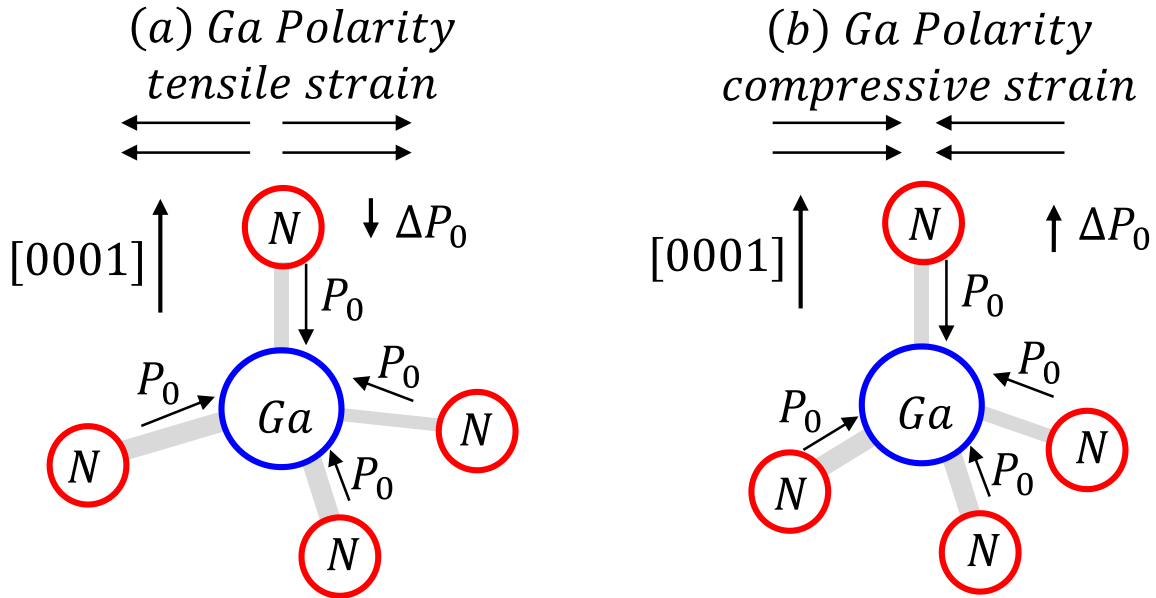 (a) Ga Polarity
tensile strain
[0001]
N
ΔP₀
P₀
P₀
P₀
Ga
N
N
P₀
N
(b) Ga Polarity
compressive strain
[0001]
N
ΔP₀
P₀
P₀
P₀
Ga
N
N
P₀
N